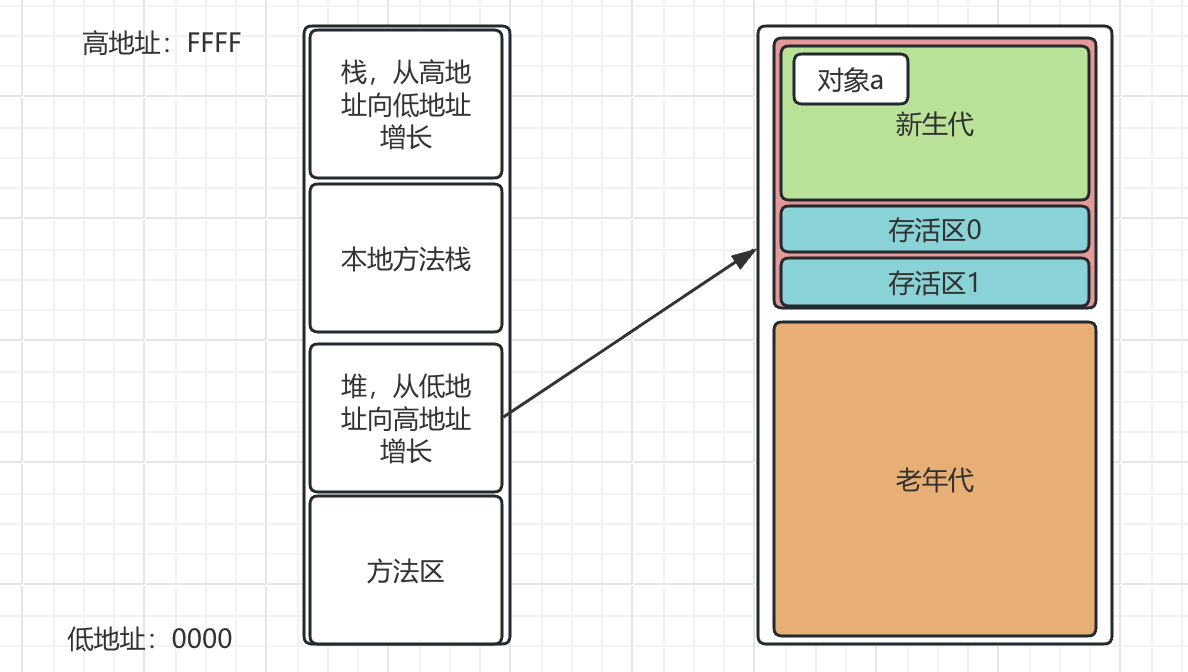 高地址：FFFF
栈，从高地
址向低地址
增长
本地方法栈
堆，从低地
址向高地址
增长
方法区
低地址：0000
对象a
新生代
存活区0
存活区1
老年代